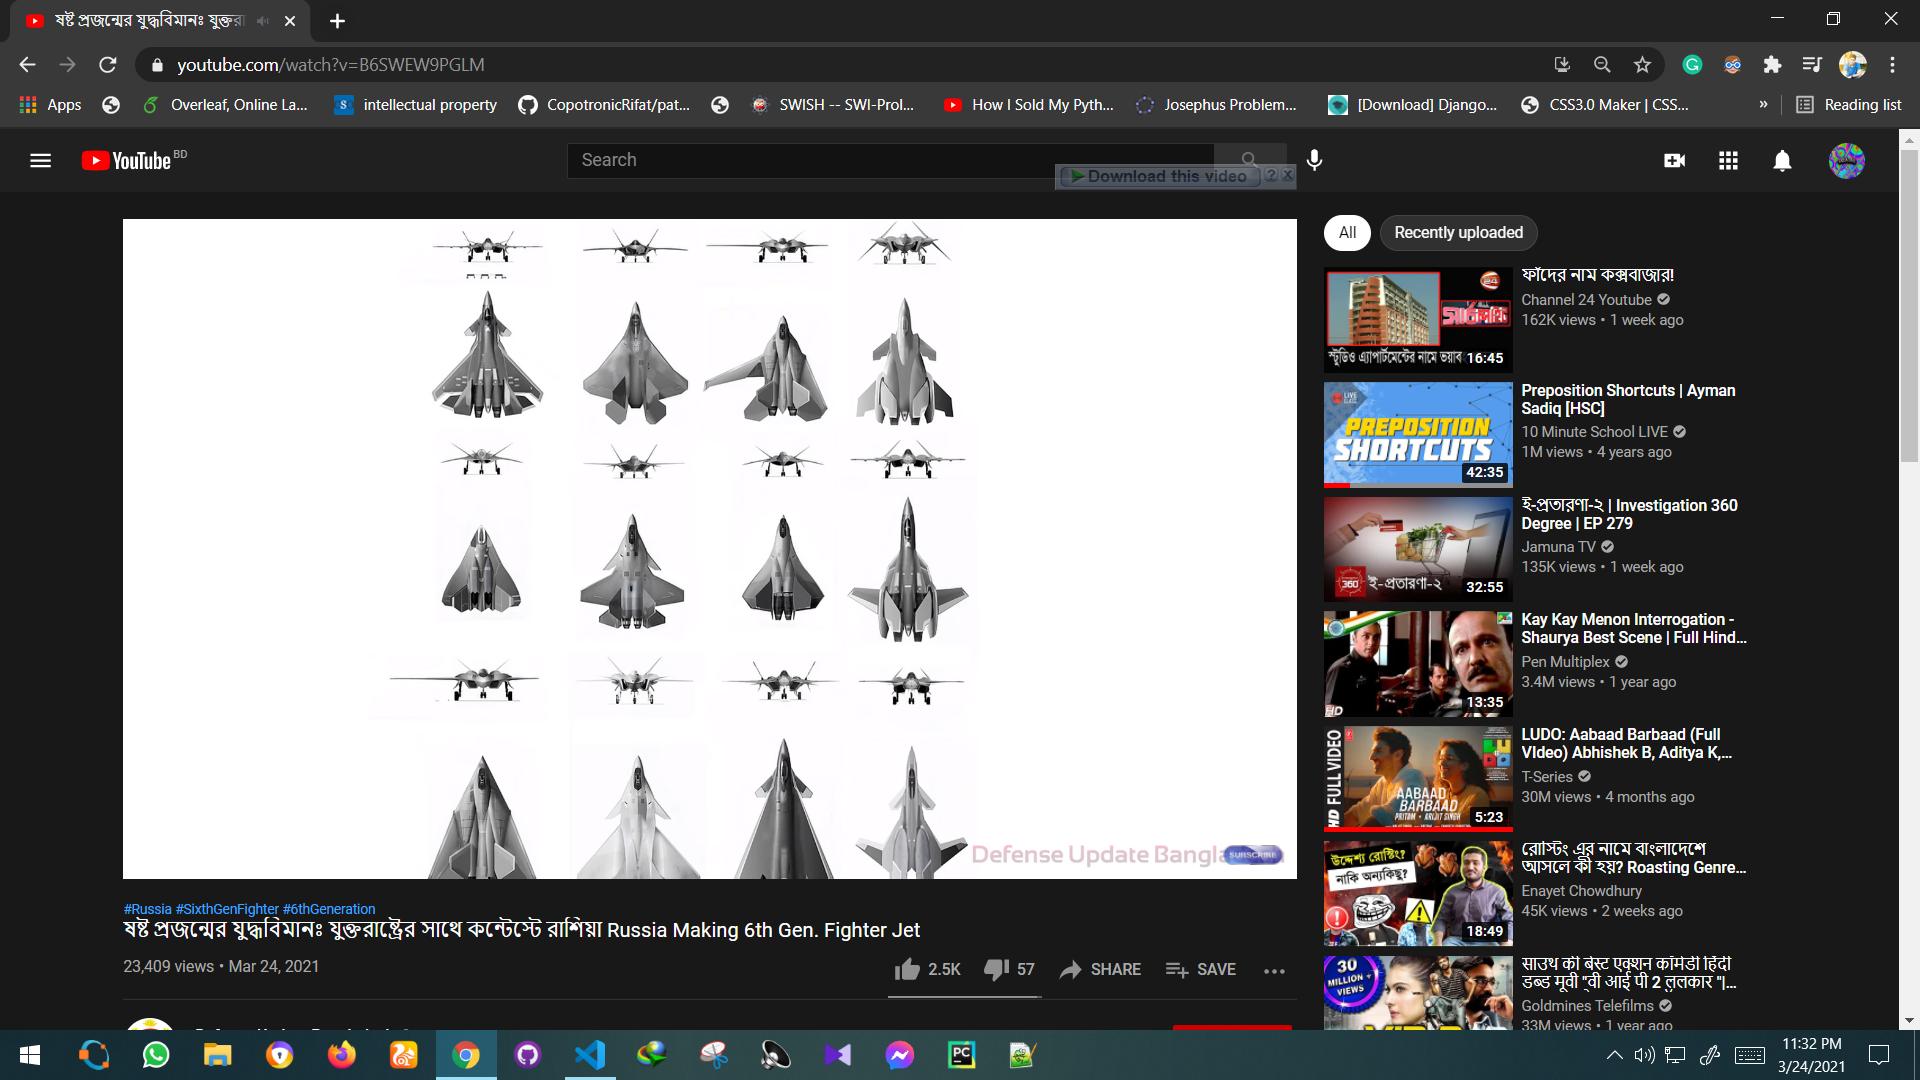 ষষ্ট প্রজন্মের যুদ্ধবিমানঃ যুক্তরা
youtube.com/watch?v=B6SWEW9PGLM
Apps
Overleaf, Online La...
intellectual property
CopotronicRifat/pat...
SWISH -- SWI-Prol...
How I Sold My Pyth...
Josephus Problem...
[Download] Django...
CSS3.0 Maker | CSS...
»
Reading list
YouTube BD
Search
Download this video ? x
All
Recently uploaded
ফাঁদের নাম কক্সবাজার!
Channel 24 Youtube
162K views • 1 week ago
24
সার্চলাইট
স্টুডিও এ্যাপার্টমেন্টের নামে ভয়াব
16:45
Preposition Shortcuts | Ayman
Sadiq [HSC]
10 Minute School LIVE
1M views • 4 years ago
LIVE
PREPOSITION
SHORTCUTS
42:35
ই-প্রতারণা-২ | Investigation 360
Degree | EP 279
Jamuna TV
135K views • 1 week ago
360
ই-প্রতারণা-২
32:55
Kay Kay Menon Interrogation -
Shaurya Best Scene | Full Hind...
Pen Multiplex
3.4M views • 1 year ago
HD
13:35
LUDO: Aabaad Barbaad (Full
VIdeo) Abhishek B, Aditya K,...
T-Series
30M views • 4 months ago
HD FULL VIDEO
AABAAD
BARBAAD
PRITAM • ARIJIT SINGH
5:23
রোস্টিং এর নামে বাংলাদেশে
আসলে কী হয়? Roasting Genre...
Enayet Chowdhury
45K views • 2 weeks ago
উদ্দেশ্য রোস্টিং?
নাকি অন্যকিছু?
18:49
साउथ की बेस्ट एक्शन कॉमेडी हिंदी
डब्ड मूवी "वी आई पी 2 ललकार "|...
Goldmines Telefilms
33M views • 1 year ago
30
MILLION +
VIEWS
Defense Update Bangla
SUBSCRIBE
#Russia #SixthGenFighter #6thGeneration
ষষ্ট প্রজন্মের যুদ্ধবিমানঃ যুক্তরাষ্ট্রের সাথে কন্টেস্টে রাশিয়া Russia Making 6th Gen. Fighter Jet
23,409 views • Mar 24, 2021
2.5K
57
SHARE
SAVE
11:32 PM
3/24/2021